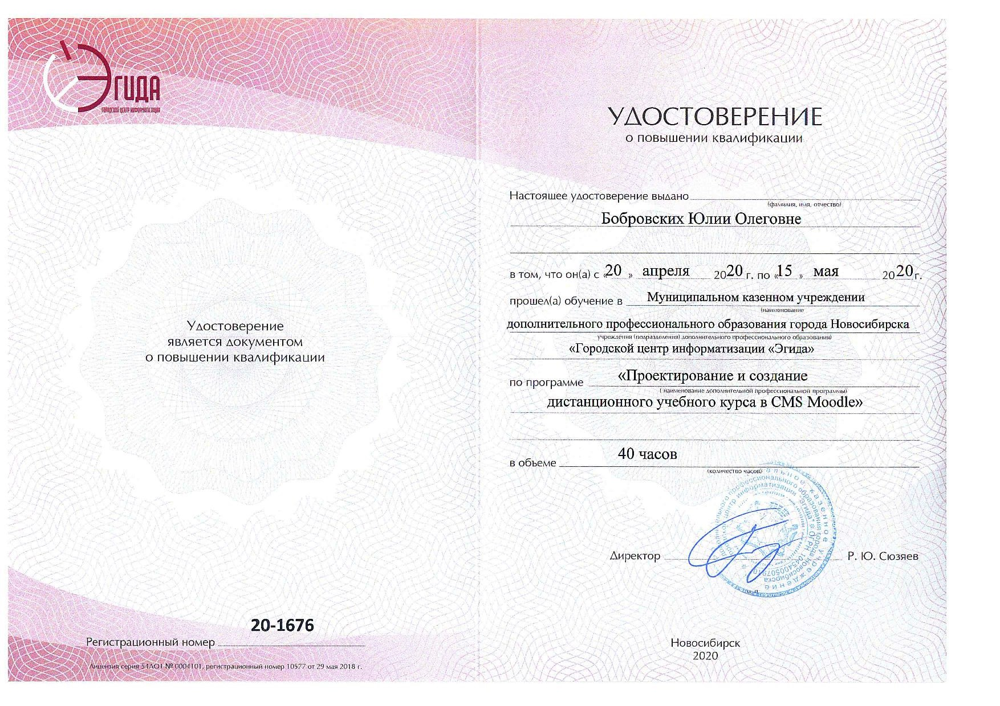 Эгида
городской центр информатизации
Удостоверение
является документом
о повышении квалификации
20-1676
Регистрационный номер
Лицензия серия 54ЛО1 № 0004101, регистрационный номер 10577 от 29 мая 2018 г.
УДОСТОВЕРЕНИЕ
о повышении квалификации
Настоящее удостоверение выдано
(фамилия, имя, отчество)
Бобровских Юлии Олеговне
в том, что он(а) с «20» апреля 2020 г. по «15» мая 2020г.
прошел(а) обучение в Муниципальном казенном учреждении
(наименование
дополнительного профессионального образования города Новосибирска
учреждения (подразделения) дополнительного профессионального образования)
«Городской центр информатизации «Эгида»
по программе «Проектирование и создание
( наименование дополнительной профессиональной программы)
дистанционного учебного курса в CMS Moodle»
в объеме 40 часов
(количество часов)
Директор Р. Ю. Сюзяев
м.п.
Новосибирск
2020